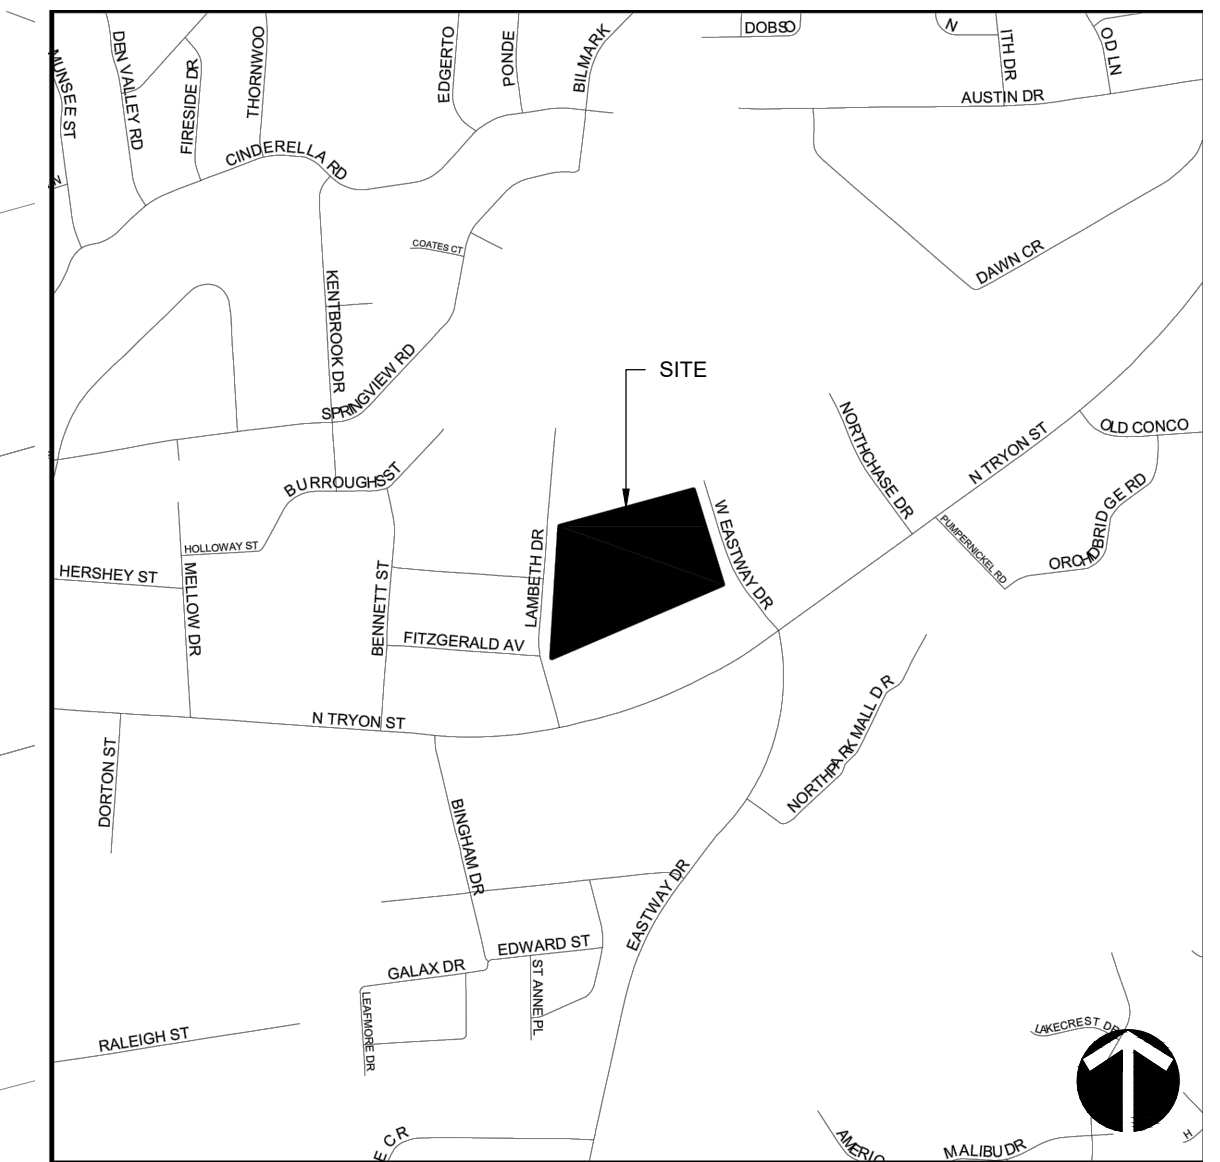 MUNSEE ST
DEN VALLEY RD
FIRESIDE DR
THORNWOO
EDGERTO
PONDE
BILMARK
DOBSO
N
ITH DR
OD LN
AUSTIN DR
CINDERELLA RD
N
COATES CT
DAWN CR
KENTBROOK DR
SPRINGVIEW RD
SITE
NORTHCHASE DR
N TRYON ST
OLD CONCO
BURROUGHS ST
HOLLOWAY ST
HERSHEY ST
MELLOW DR
BENNETT ST
LAMBETH DR
W EASTWAY DR
PUMPERNICKEL RD
ORCHDBRIDGE RD
FITZGERALD AV
N TRYON ST
NORTHPARK MALL DR
DORTON ST
BINGHAM DR
EASTWAY DR
EDWARD ST
GALAX DR
ST ANNE PL
LEAFMORE DR
RALEIGH ST
LAKECREST DR
E CR
AMERIC
MALIBU DR
H